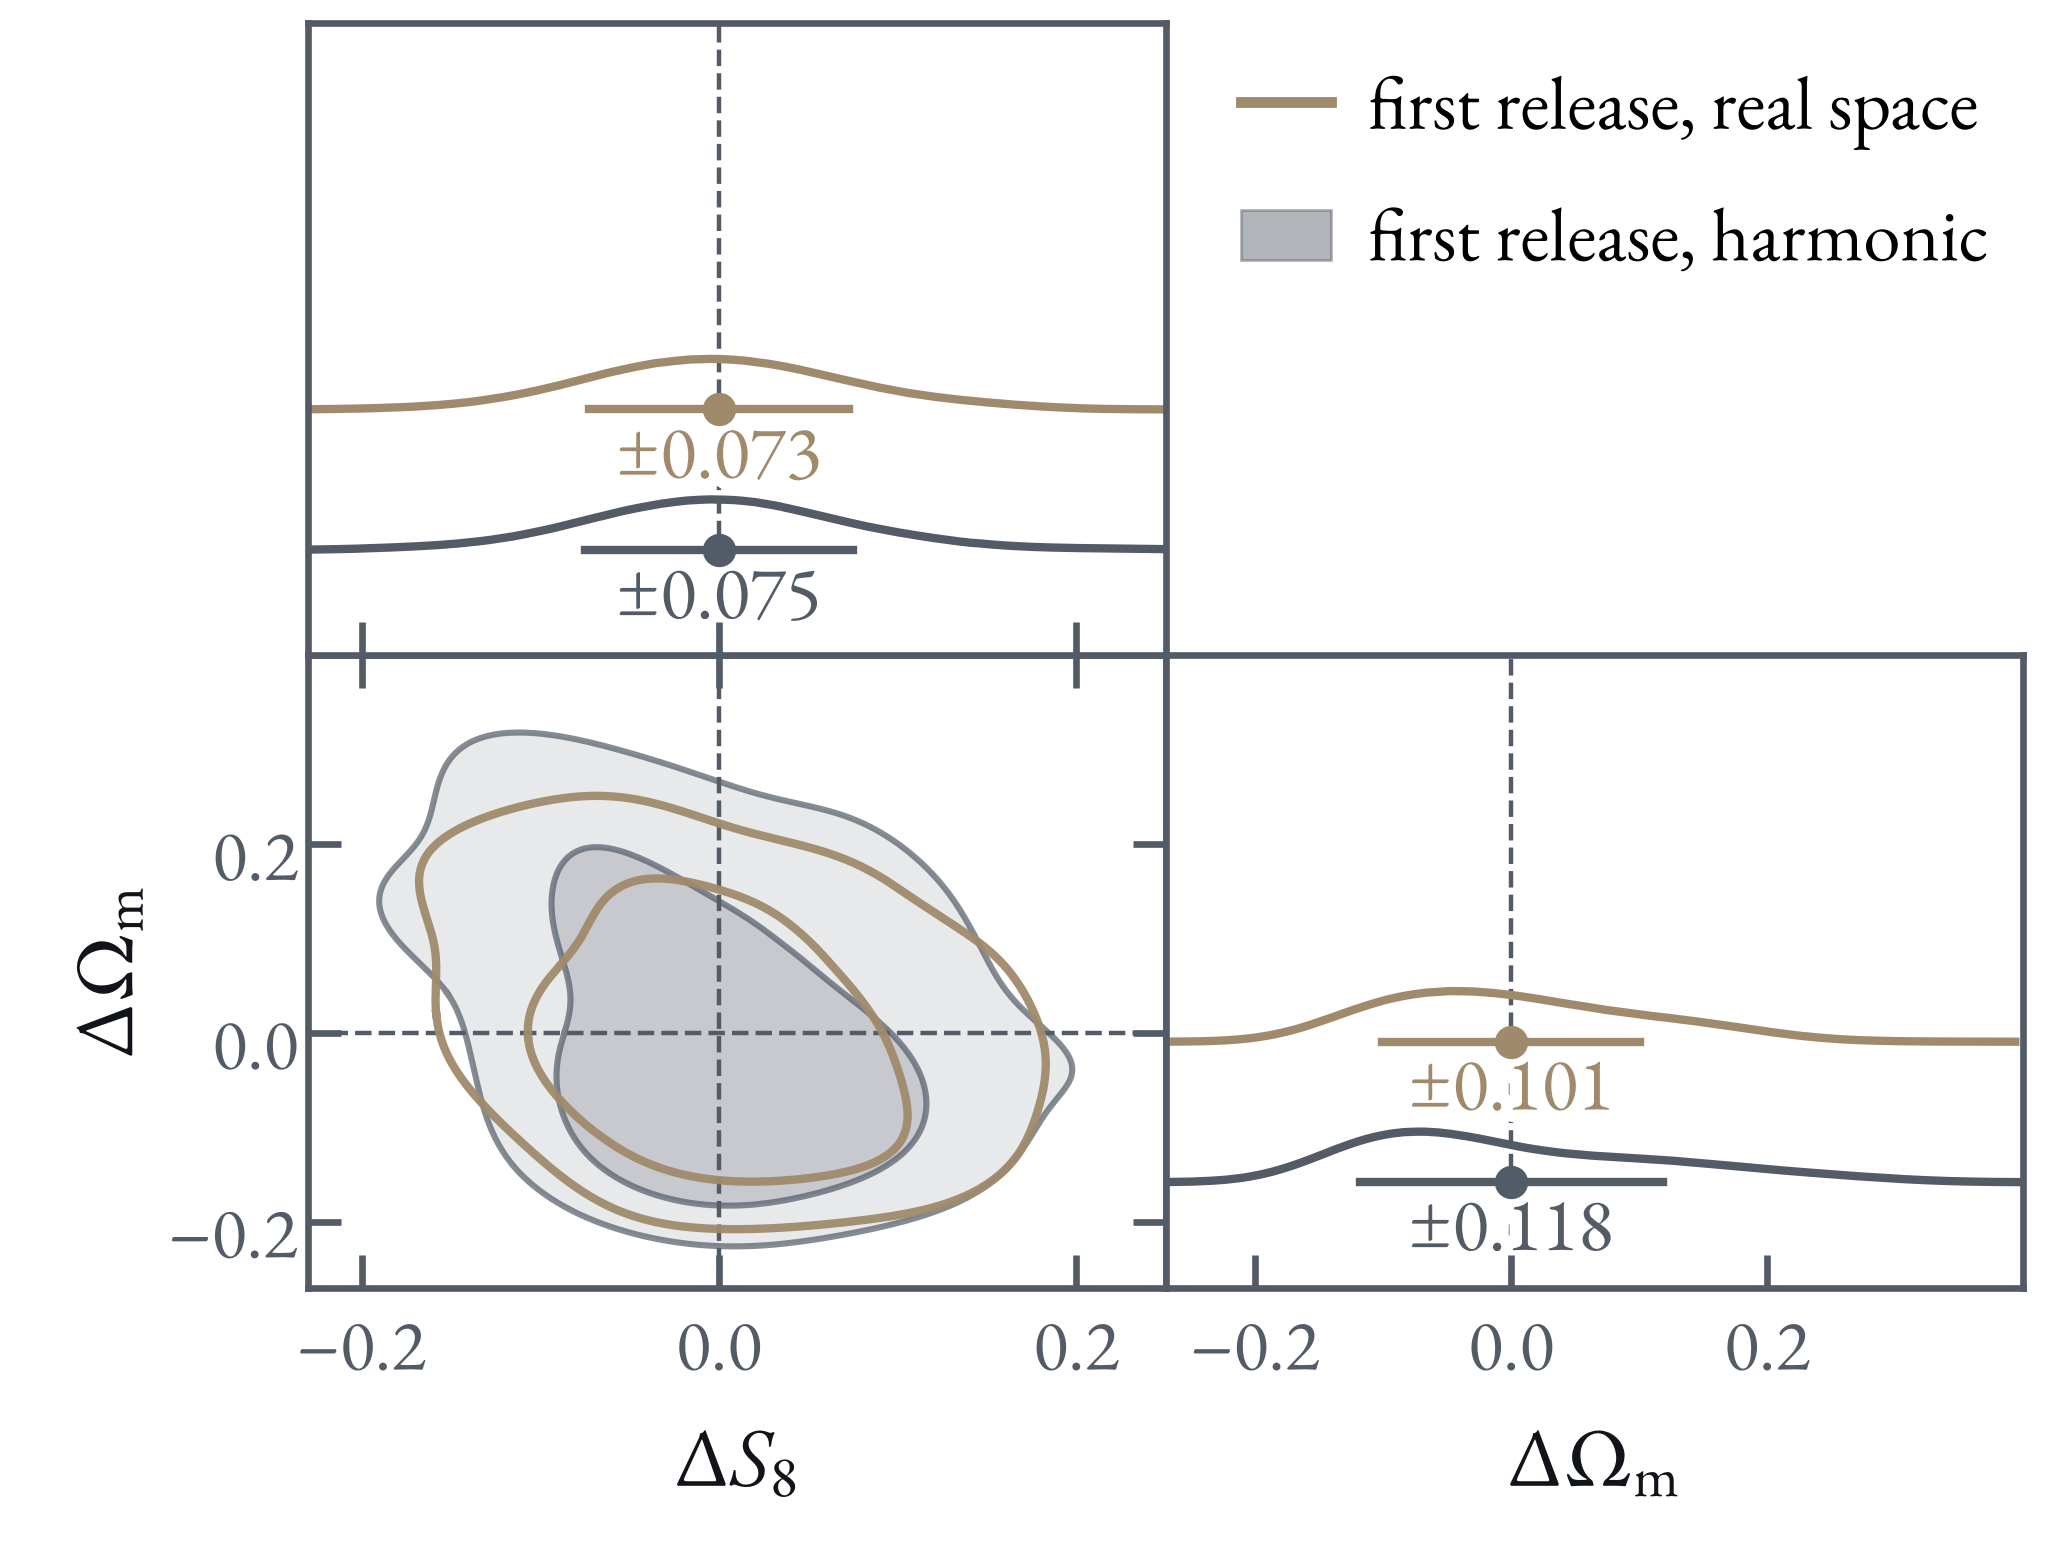 first release, real space
first release, harmonic
±0.073
±0.075
0.2
0.0
−0.2
ΔΩm
±0.101
±0.118
−0.2 0.0 0.2
−0.2 0.0 0.2
ΔS8
ΔΩm